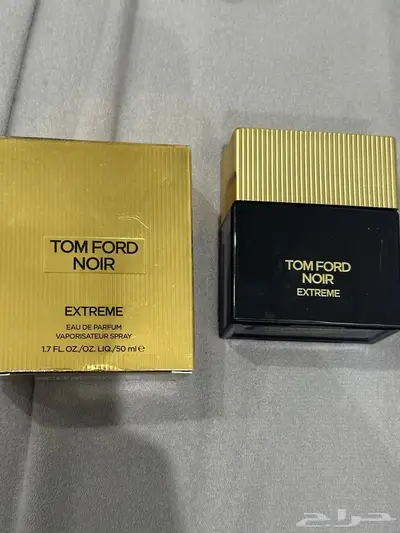 TOM FORD
NOIR
EXTREME
EAU DE PARFUM
VAPORISATEUR SPRAY
1.7 FL. OZ./OZ. LIQ./50 ml e
TOM FORD
NOIR
EXTREME
حراج